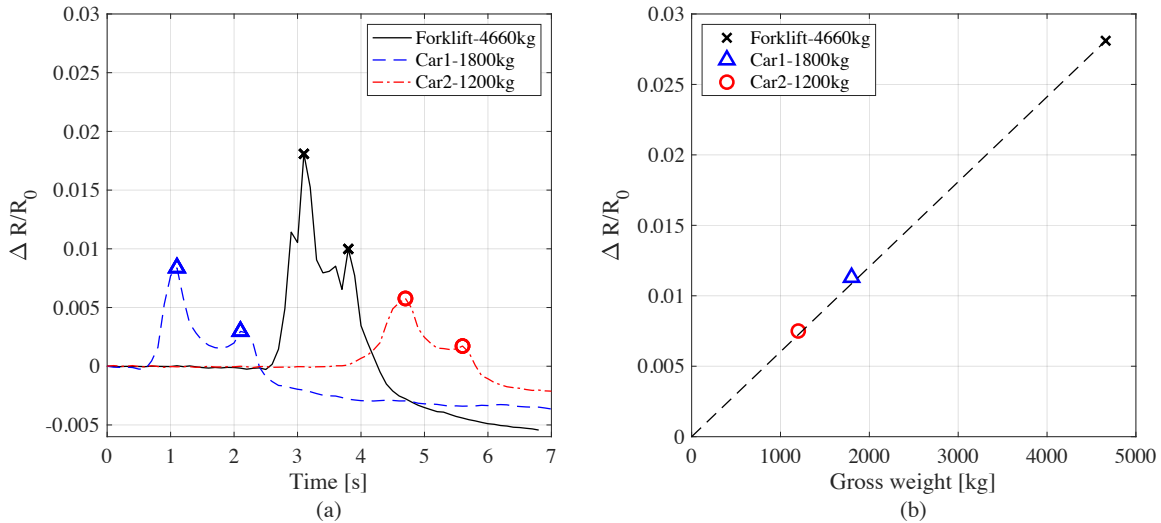 0.03
0.025
0.02
0.015
0.01
0.005
0
-0.005
Δ R/R0
Forklift-4660kg
Car1-1800kg
Car2-1200kg
0 1 2 3 4 5 6 7
Time [s]
(a)
0.03
0.025
0.02
0.015
0.01
0.005
0
Δ R/R0
Forklift-4660kg
Car1-1800kg
Car2-1200kg
0 1000 2000 3000 4000 5000
Gross weight [kg]
(b)